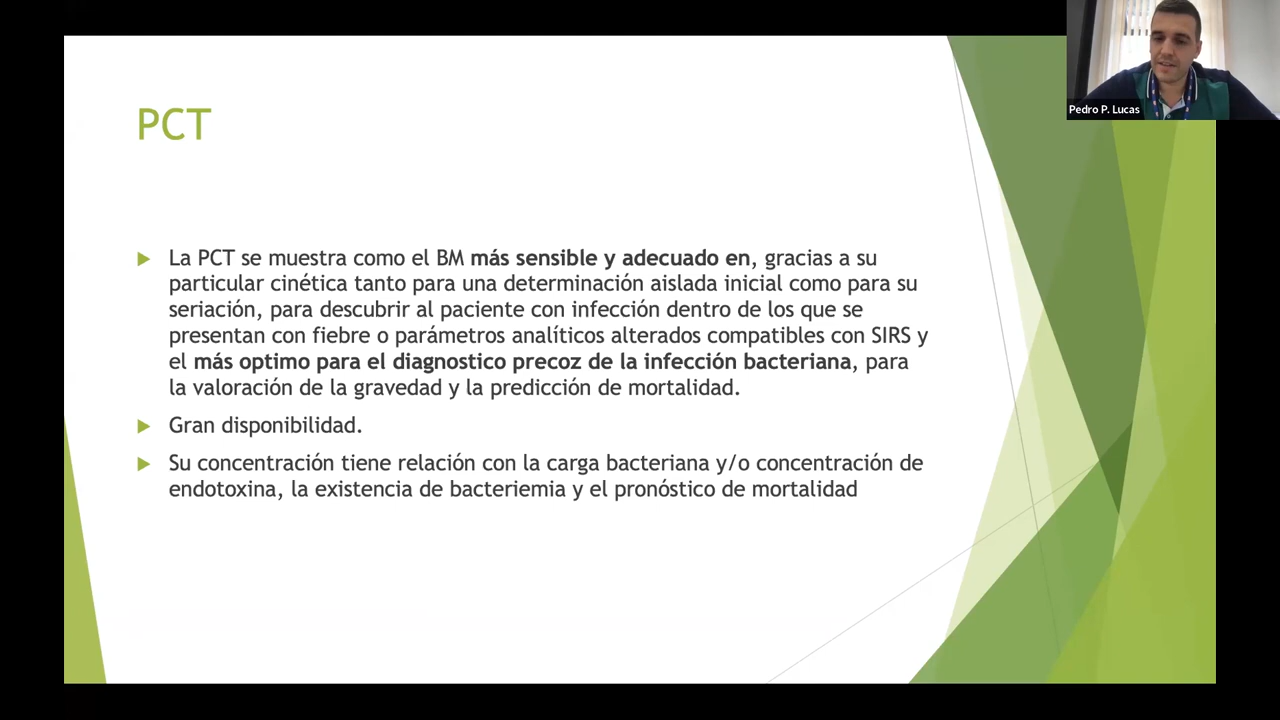 PCT
La PCT se muestra como el BM más sensible y adecuado en, gracias a su
particular cinética tanto para una determinación aislada inicial como para su
seriación, para descubrir al paciente con infección dentro de los que se
presentan con fiebre o parámetros analíticos alterados compatibles con SIRS y
el más optimo para el diagnostico precoz de la infección bacteriana, para
la valoración de la gravedad y la predicción de mortalidad.
Gran disponibilidad.
Su concentración tiene relación con la carga bacteriana y/o concentración de
endotoxina, la existencia de bacteriemia y el pronóstico de mortalidad
Pedro P. Lucas